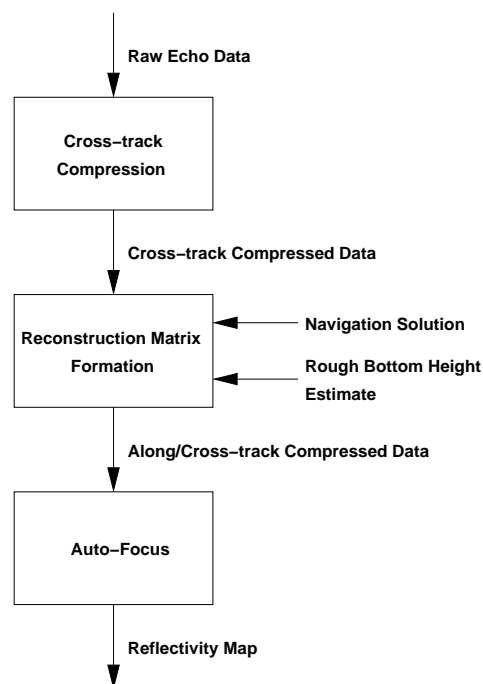 Raw Echo Data
Cross-track
Compression
Cross-track Compressed Data
Reconstruction Matrix
Formation
Navigation Solution
Rough Bottom Height
Estimate
Along/Cross-track Compressed Data
Auto-Focus
Reflectivity Map